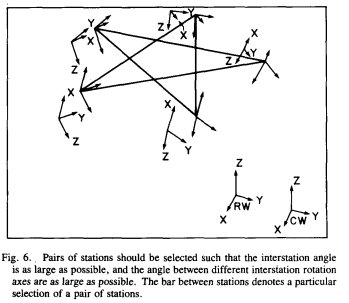 Z Y X
Y
X
Z
X
Y
Z
X
Y
Z
X
Y
Z
X
Y
Z
Z
Y
RW
X
Z
Y
CW
X
Fig. 6. Pairs of stations should be selected such that the interstation angle
is as large as possible, and the angle between different interstation rotation
axes are as large as possible. The bar between stations denotes a particular
selection of a pair of stations.